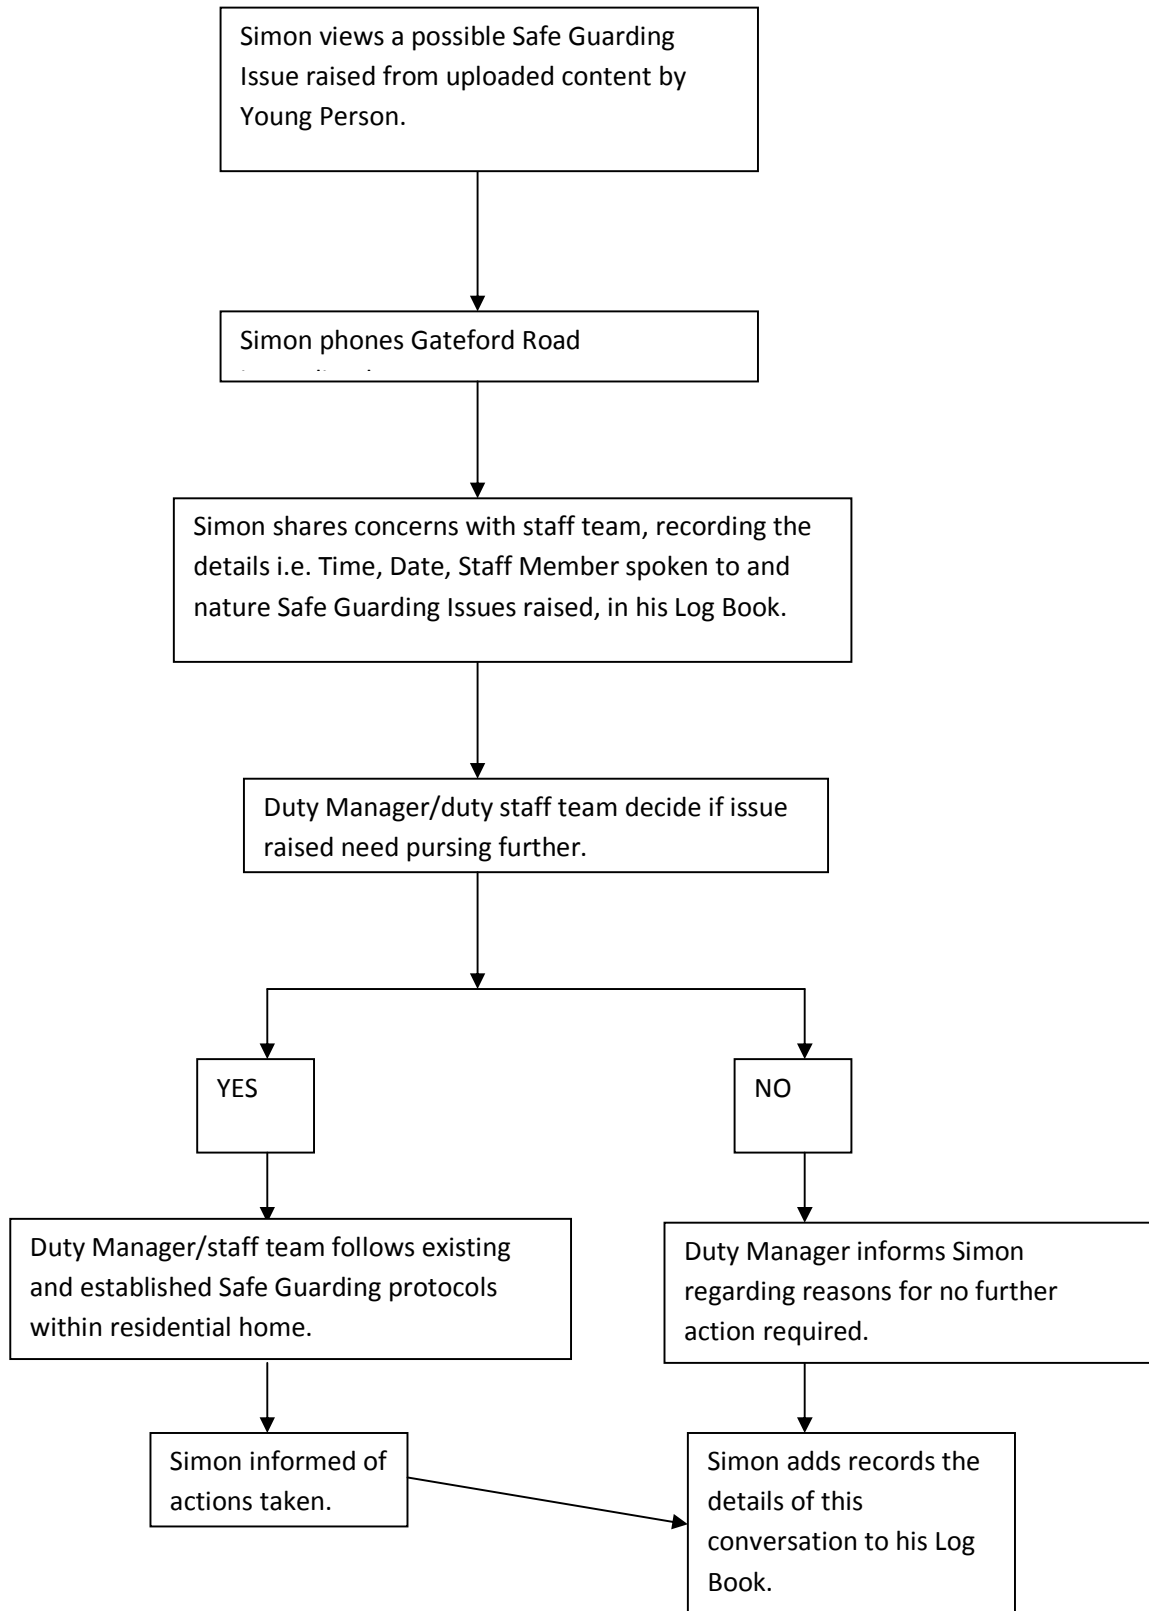 Simon views a possible Safe Guarding
Issue raised from uploaded content by
Young Person.
Simon phones Gateford Road
Simon shares concerns with staff team, recording the
details i.e. Time, Date, Staff Member spoken to and
nature Safe Guarding Issues raised, in his Log Book.
Duty Manager/duty staff team decide if issue
raised need pursing further.
YES
NO
Duty Manager/staff team follows existing
and established Safe Guarding protocols
within residential home.
Duty Manager informs Simon
regarding reasons for no further
action required.
Simon informed of
actions taken.
Simon adds records the
details of this
conversation to his Log
Book.